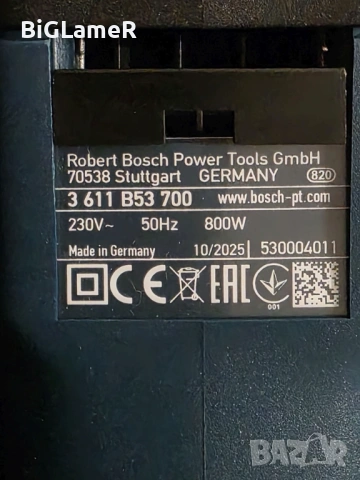 BiGLameR
Robert Bosch Power Tools GmbH
70538 Stuttgart GERMANY 820
3 611 B53 700 www.bosch-pt.com
230V~ 50Hz 800W
Made in Germany 10/2025 530004011
CE EAC
001
BAZAR